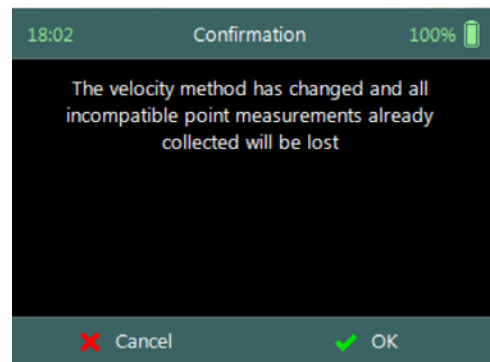 18:02 Confirmation 100%
The velocity method has changed and all
incompatible point measurements already
collected will be lost
Cancel OK